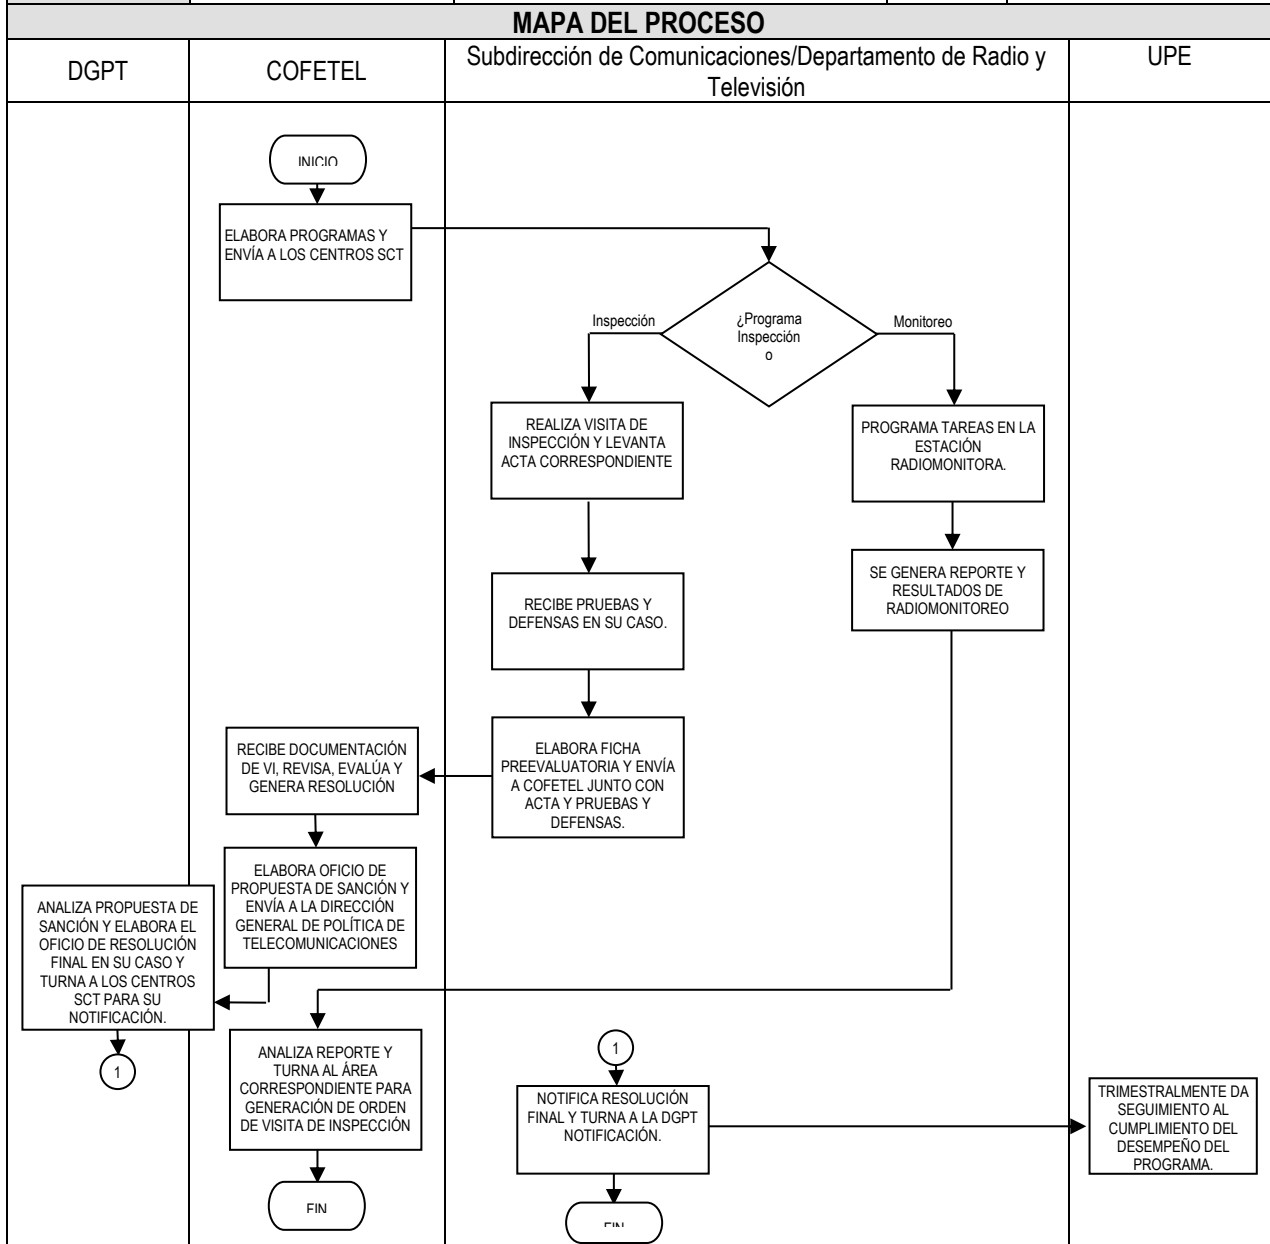 MAPA DEL PROCESO
DGPT
COFETEL
Subdirección de Comunicaciones/Departamento de Radio y
Televisión
UPE
INICIO
ELABORA PROGRAMAS Y
ENVÍA A LOS CENTROS SCT
¿Programa
Inspección
o
Inspección
Monitoreo
REALIZA VISITA DE
INSPECCIÓN Y LEVANTA
ACTA CORRESPONDIENTE
PROGRAMA TAREAS EN LA
ESTACIÓN
RADIOMONITORA.
RECIBE PRUEBAS Y
DEFENSAS EN SU CASO.
SE GENERA REPORTE Y
RESULTADOS DE
RADIOMONITOREO
ELABORA FICHA
PREEVALUATORIA Y ENVÍA
A COFETEL JUNTO CON
ACTA Y PRUEBAS Y
DEFENSAS.
RECIBE DOCUMENTACIÓN
DE VI, REVISA, EVALÚA Y
GENERA RESOLUCIÓN
ELABORA OFICIO DE
PROPUESTA DE SANCIÓN Y
ENVÍA A LA DIRECCIÓN
GENERAL DE POLÍTICA DE
TELECOMUNICACIONES
ANALIZA PROPUESTA DE
SANCIÓN Y ELABORA EL
OFICIO DE RESOLUCIÓN
FINAL EN SU CASO Y
TURNA A LOS CENTROS
SCT PARA SU
NOTIFICACIÓN.
1
ANALIZA REPORTE Y
TURNA AL ÁREA
CORRESPONDIENTE PARA
GENERACIÓN DE ORDEN
DE VISITA DE INSPECCIÓN
FIN
1
NOTIFICA RESOLUCIÓN
FINAL Y TURNA A LA DGPT
NOTIFICACIÓN.
FIN
TRIMESTRALMENTE DA
SEGUIMIENTO AL
CUMPLIMIENTO DEL
DESEMPEÑO DEL
PROGRAMA.